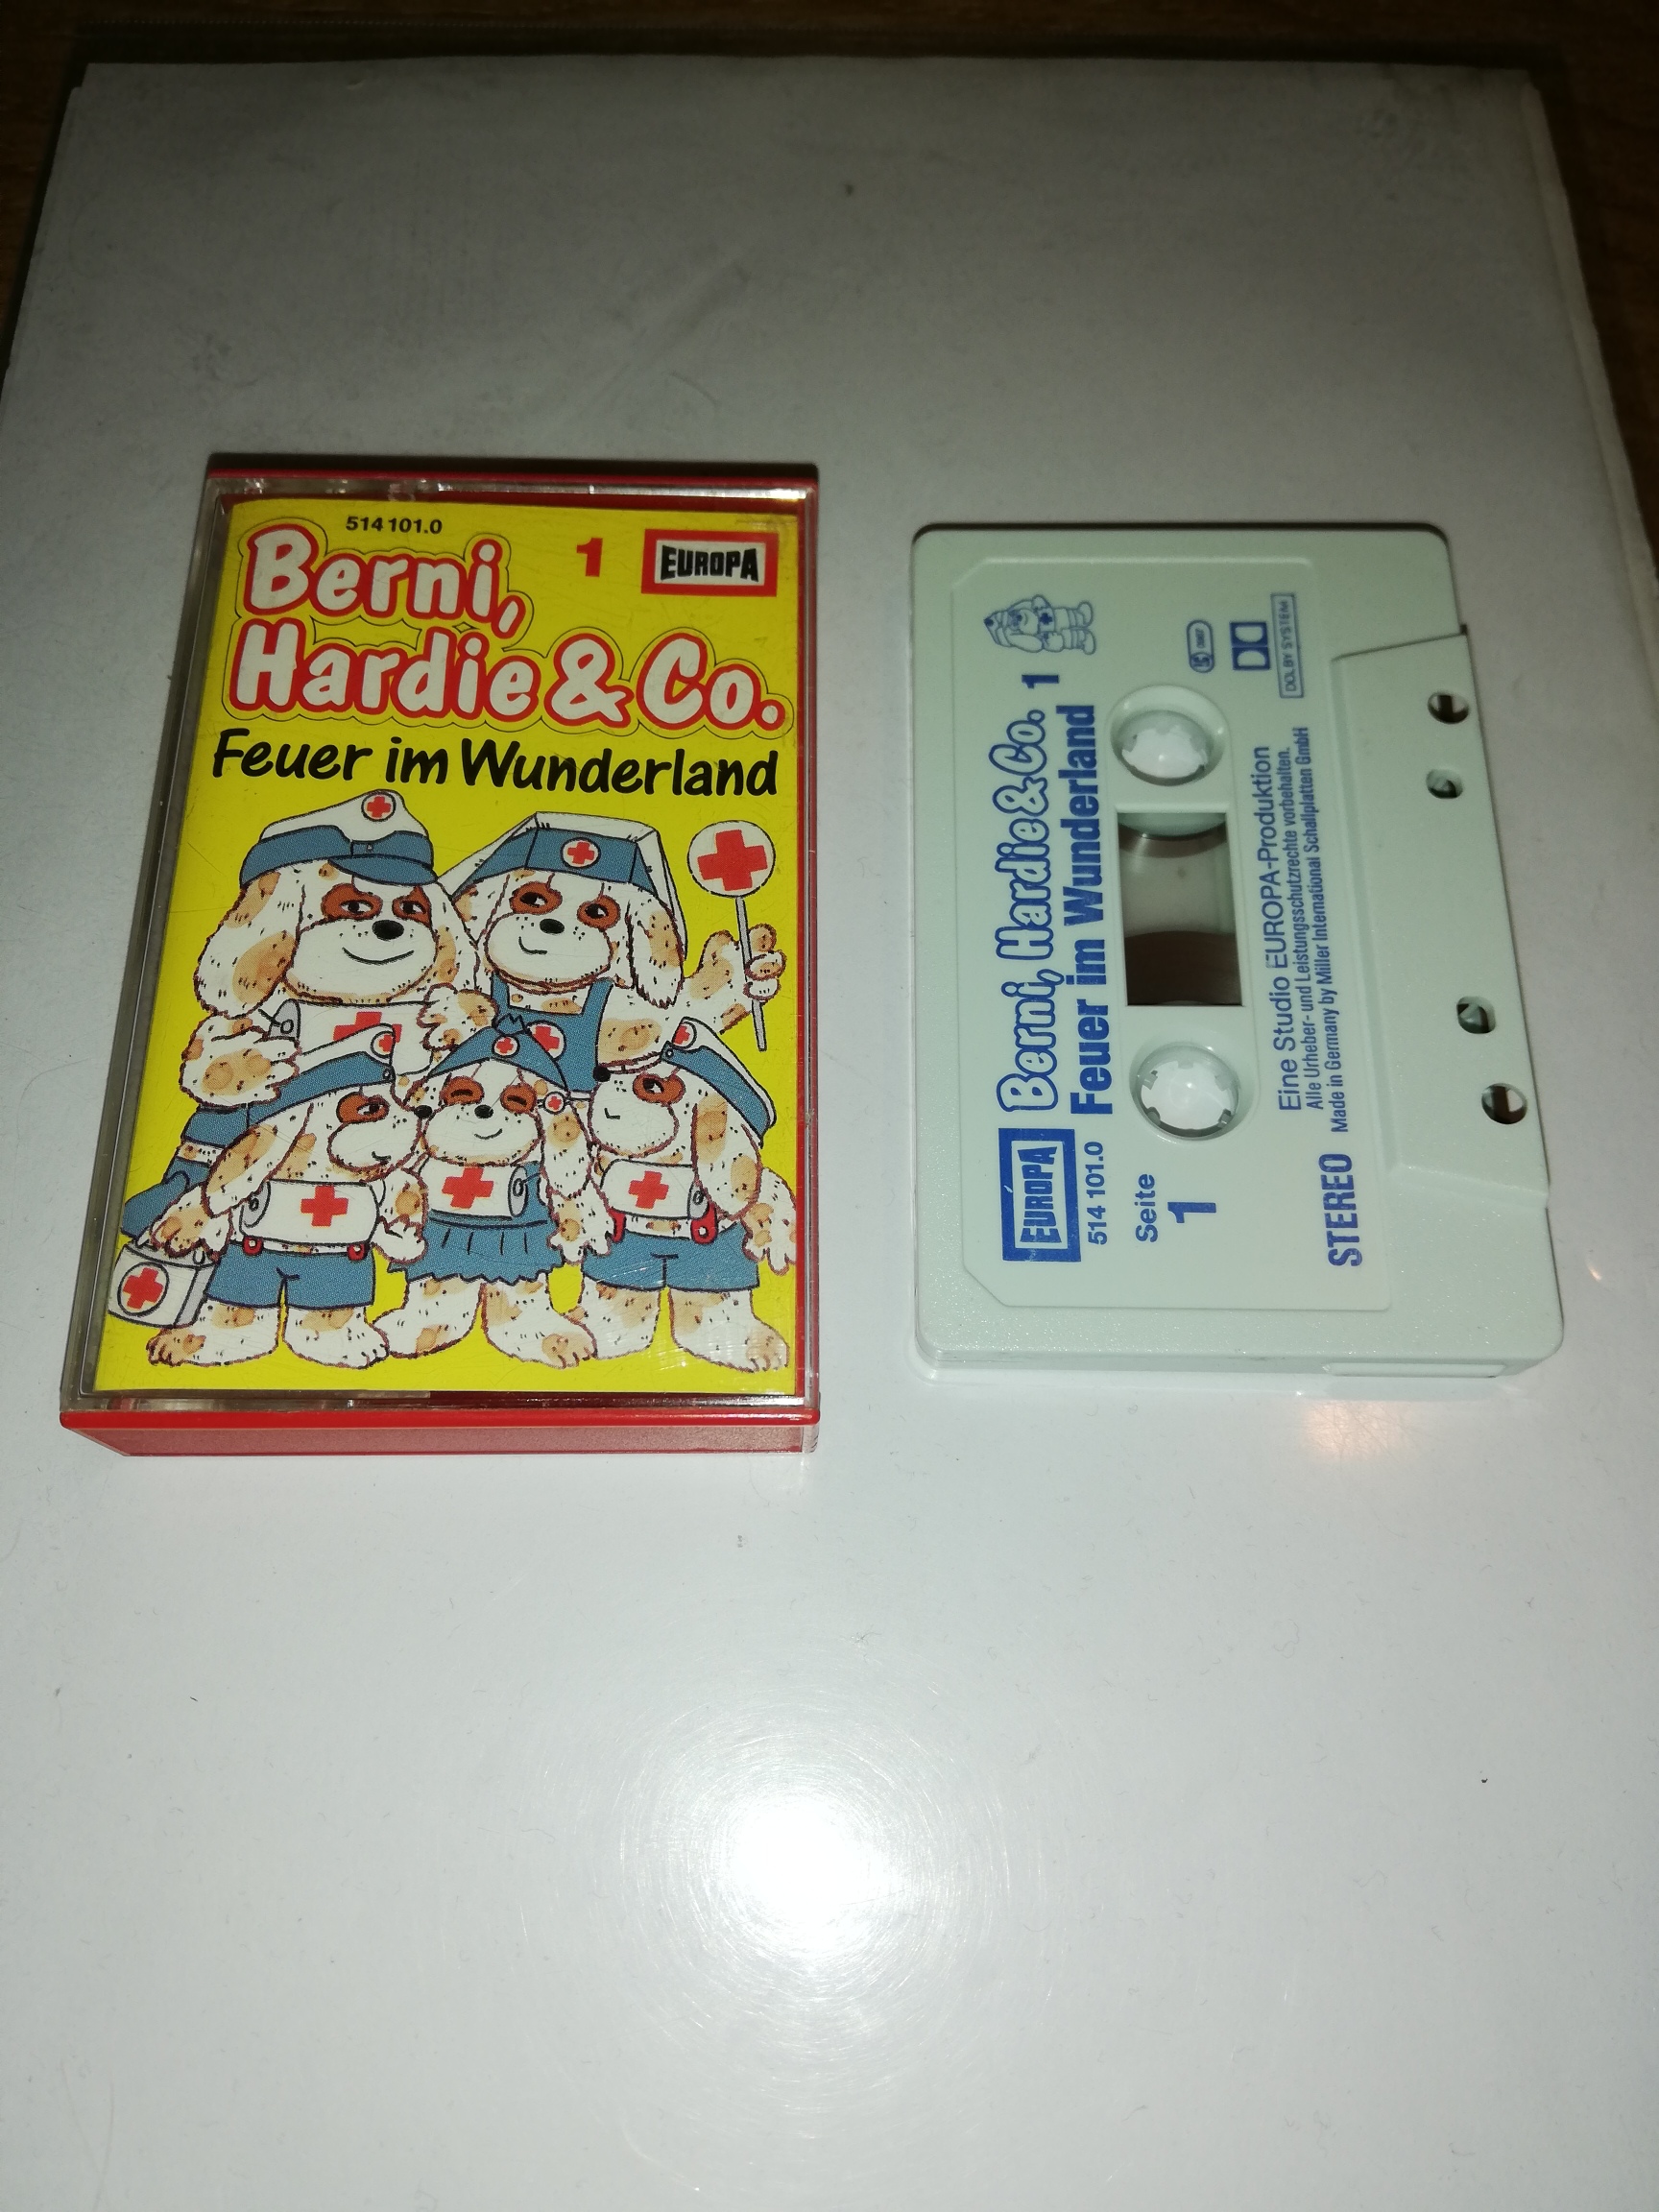 514 101.0
Berni,
1
EUROPA
Hardie & Co.
Feuer im Wunderland
Berni, Hardie & Co. 1
Feuer im Wunderland
EUROPA
514 101.0
Seite
1
DOLBY SYSTEM
Eine Studio EUROPA-Produktion
Alle Urheber- und Leistungsschutzrechte vorbehalten.
Made in Germany by Miller International Schallplatten GmbH
STEREO